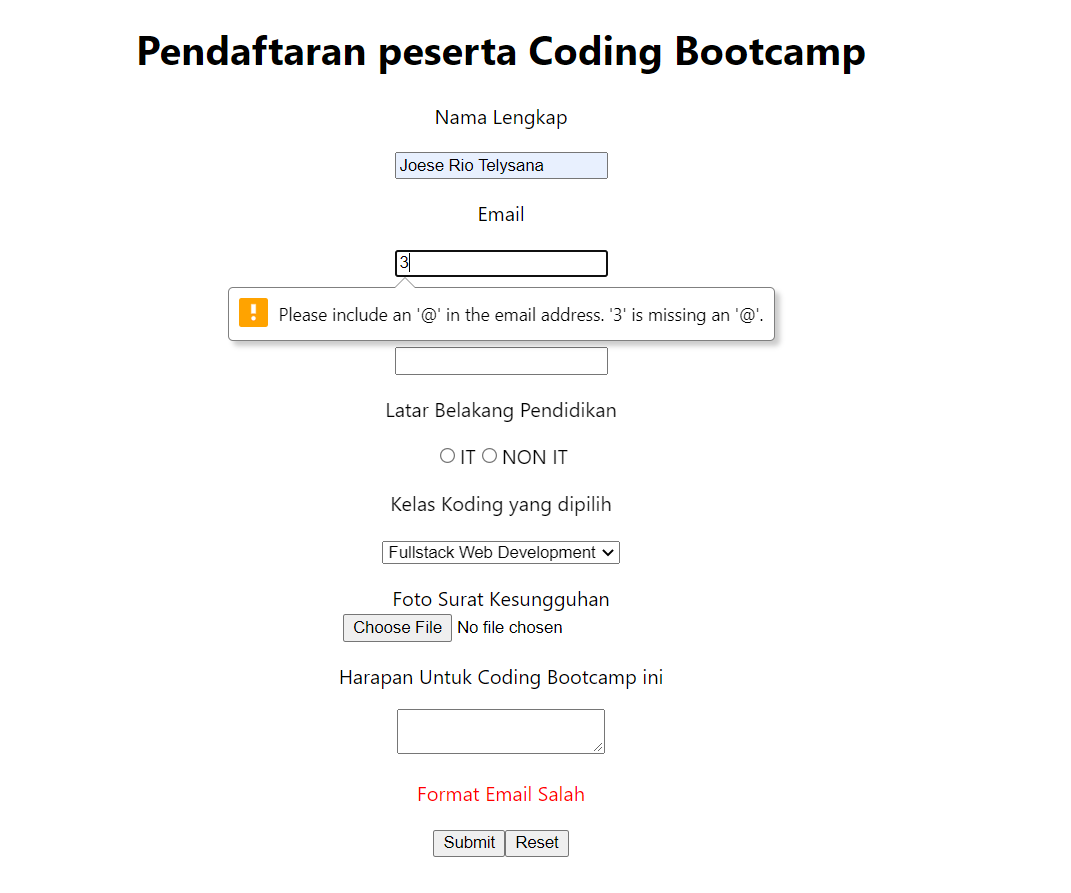 Pendaftaran peserta Coding Bootcamp
Nama Lengkap
Joese Rio Telysana
Email
3
! Please include an '@' in the email address. '3' is missing an '@'.
Latar Belakang Pendidikan
IT NON IT
Kelas Koding yang dipilih
Fullstack Web Development
Foto Surat Kesungguhan
Choose File No file chosen
Harapan Untuk Coding Bootcamp ini
Format Email Salah
Submit Reset